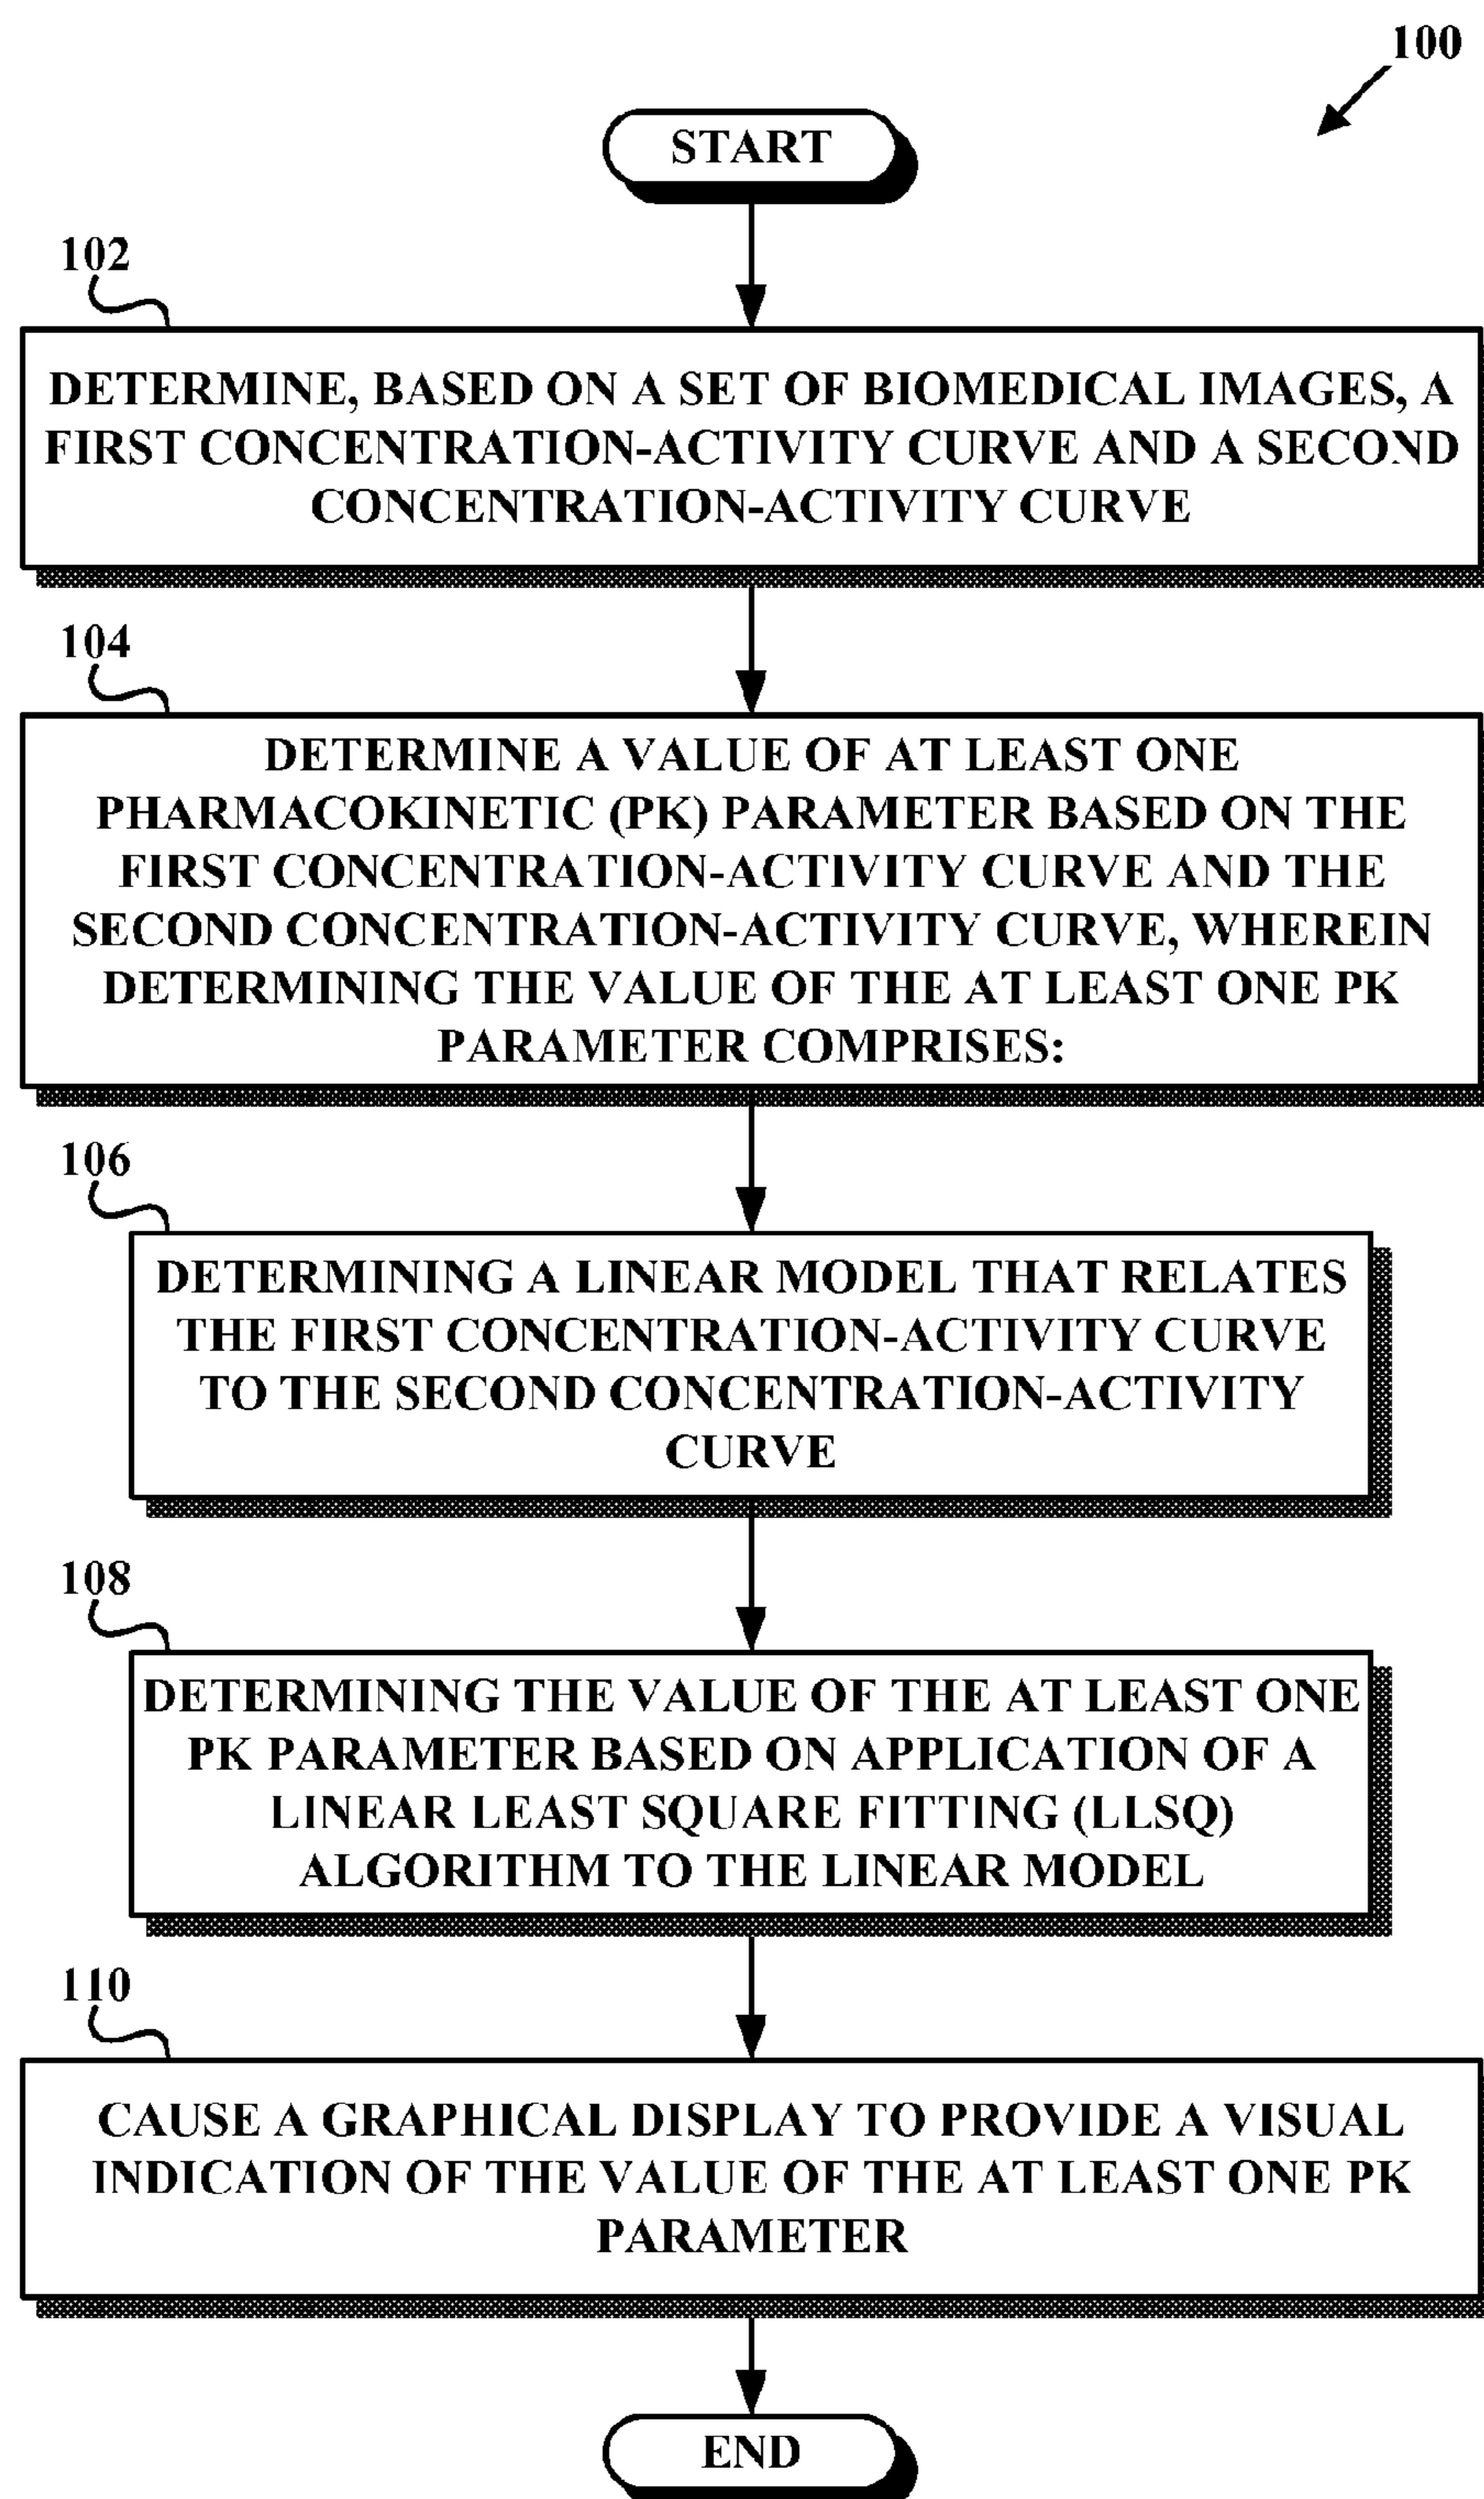 100
START
102
DETERMINE, BASED ON A SET OF BIOMEDICAL IMAGES, A
FIRST CONCENTRATION-ACTIVITY CURVE AND A SECOND
CONCENTRATION-ACTIVITY CURVE
104
DETERMINE A VALUE OF AT LEAST ONE
PHARMACOKINETIC (PK) PARAMETER BASED ON THE
FIRST CONCENTRATION-ACTIVITY CURVE AND THE
SECOND CONCENTRATION-ACTIVITY CURVE, WHEREIN
DETERMINING THE VALUE OF THE AT LEAST ONE PK
PARAMETER COMPRISES:
106
DETERMINING A LINEAR MODEL THAT RELATES
THE FIRST CONCENTRATION-ACTIVITY CURVE
TO THE SECOND CONCENTRATION-ACTIVITY
CURVE
108
DETERMINING THE VALUE OF THE AT LEAST ONE
PK PARAMETER BASED ON APPLICATION OF A
LINEAR LEAST SQUARE FITTING (LLSQ)
ALGORITHM TO THE LINEAR MODEL
110
CAUSE A GRAPHICAL DISPLAY TO PROVIDE A VISUAL
INDICATION OF THE VALUE OF THE AT LEAST ONE PK
PARAMETER
END